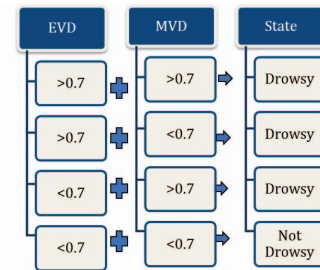 EVD MVD State
>0.7 >0.7 Drowsy
>0.7 <0.7 Drowsy
<0.7 >0.7 Drowsy
<0.7 <0.7 Not
Drowsy